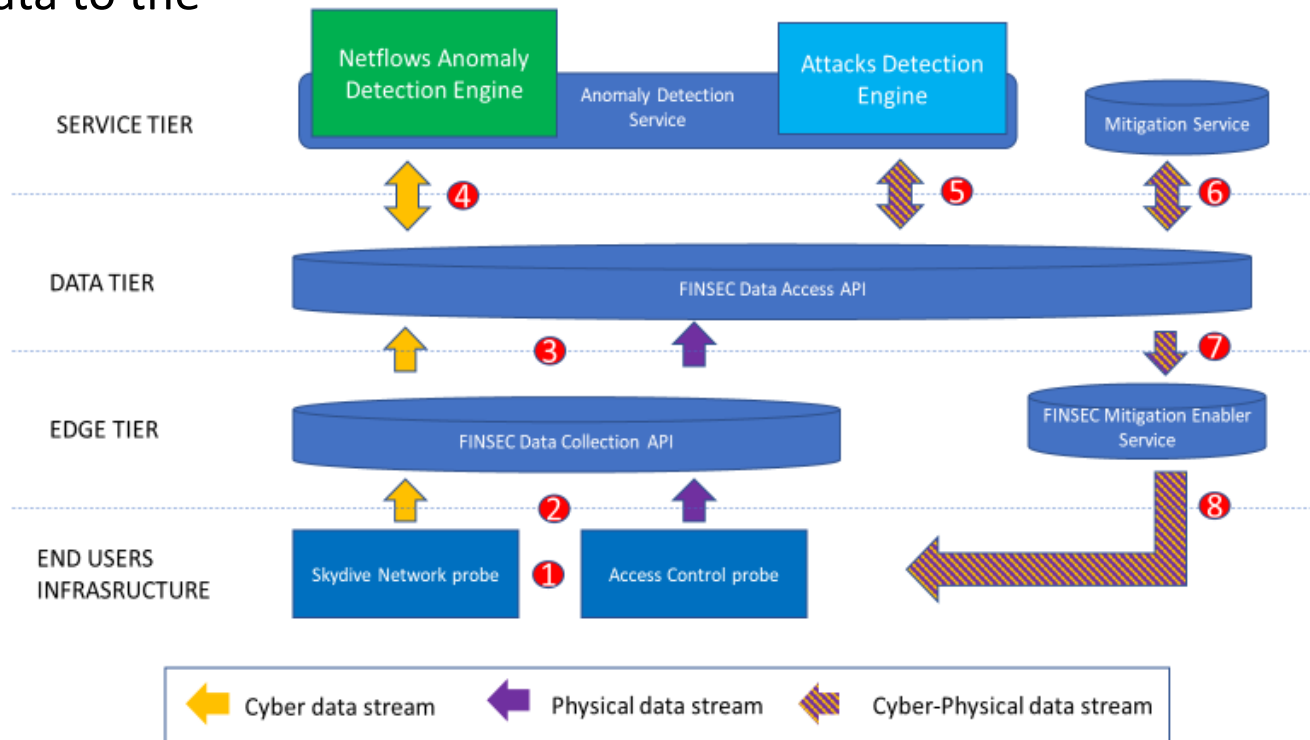 ata to the
Netflows Anomaly
Detection Engine
Anomaly Detection
Service
Attacks Detection
Engine
SERVICE TIER
Mitigation Service
4
5
6
DATA TIER
FINSEC Data Access API
3
7
EDGE TIER
FINSEC Data Collection API
FINSEC Mitigation Enabler
Service
2
8
END USERS
INFRASRUCTURE
Skydive Network probe
1
Access Control probe
Cyber data stream
Physical data stream
Cyber-Physical data stream